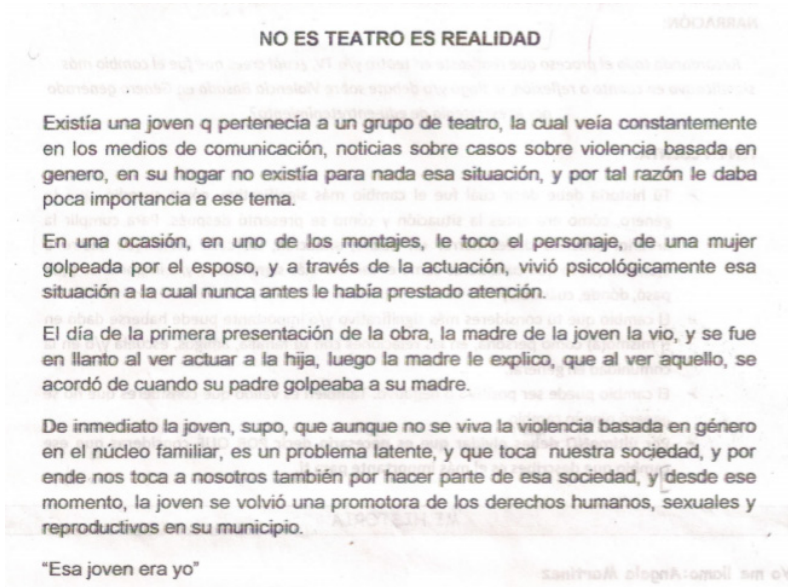 NO ES TEATRO ES REALIDAD
Existía una joven q pertenecía a un grupo de teatro, la cual veía constantemente
en los medios de comunicación, noticias sobre casos sobre violencia basada en
genero, en su hogar no existía para nada esa situación, y por tal razón le daba
poca importancia a ese tema.
En una ocasión, en uno de los montajes, le toco el personaje, de una mujer
golpeada por el esposo, y a través de la actuación, vivió psicológicamente esa
situación a la cual nunca antes le había prestado atención.
El día de la primera presentación de la obra, la madre de la joven la vio, y se fue
en llanto al ver actuar a la hija, luego la madre le explico, que al ver aquello, se
acordó de cuando su padre golpeaba a su madre.
De inmediato la joven, supo, que aunque no se viva la violencia basada en género
en el núcleo familiar, es un problema latente, y que toca nuestra sociedad, y por
ende nos toca a nosotros también por hacer parte de esa sociedad, y desde ese
momento, la joven se volvió una promotora de los derechos humanos, sexuales y
reproductivos en su municipio.
"Esa joven era yo"